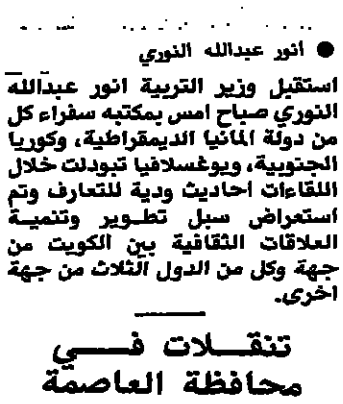 ● أنور عبدالله النوري
استقبل وزير التربية أنور عبدالله
النوري صباح امس بمكتبه سفراء كل
من دولة المانيا الديمقراطية، وكوريا
الجنوبية، ويوغسلافيا تبودلت خلال
اللقاءات احاديث ودية للتعارف وتم
استعراض سبل تطوير وتنمية
العلاقات الثقافية بين الكويت من
جهة وكل من الدول الثلاث من جهة
اخرى.
تنقلات في
محافظة العاصمة